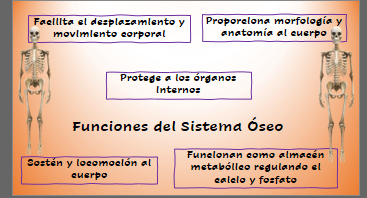 Facilita el desplazamiento y
movimiento corporal
Proporciona morfología y
anatomía al cuerpo
Protege a los órganos
internos
Funciones del Sistema Óseo
Sostén y locomoción al
cuerpo
Funcionan como almacén
metabólico regulando el
calcio y fosfato